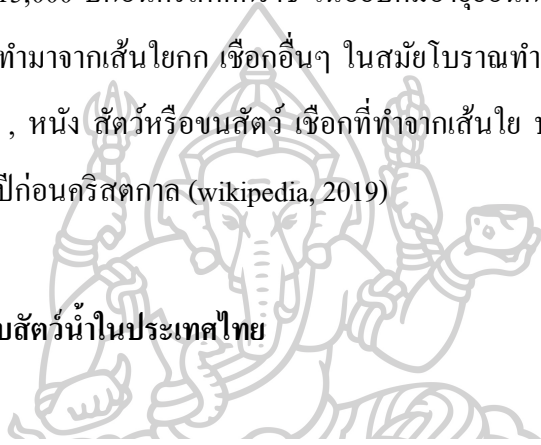 ทำมาจากเส้นใยกก เชือกอื่นๆ ในสมัยโบราณทำ
, หนัง สัตว์หรือขนสัตว์ เชือกที่ทำจากเส้นใย
ปีก่อนคริสตกาล (wikipedia, 2019)
บสัตว์น้ำในประเทศไทย